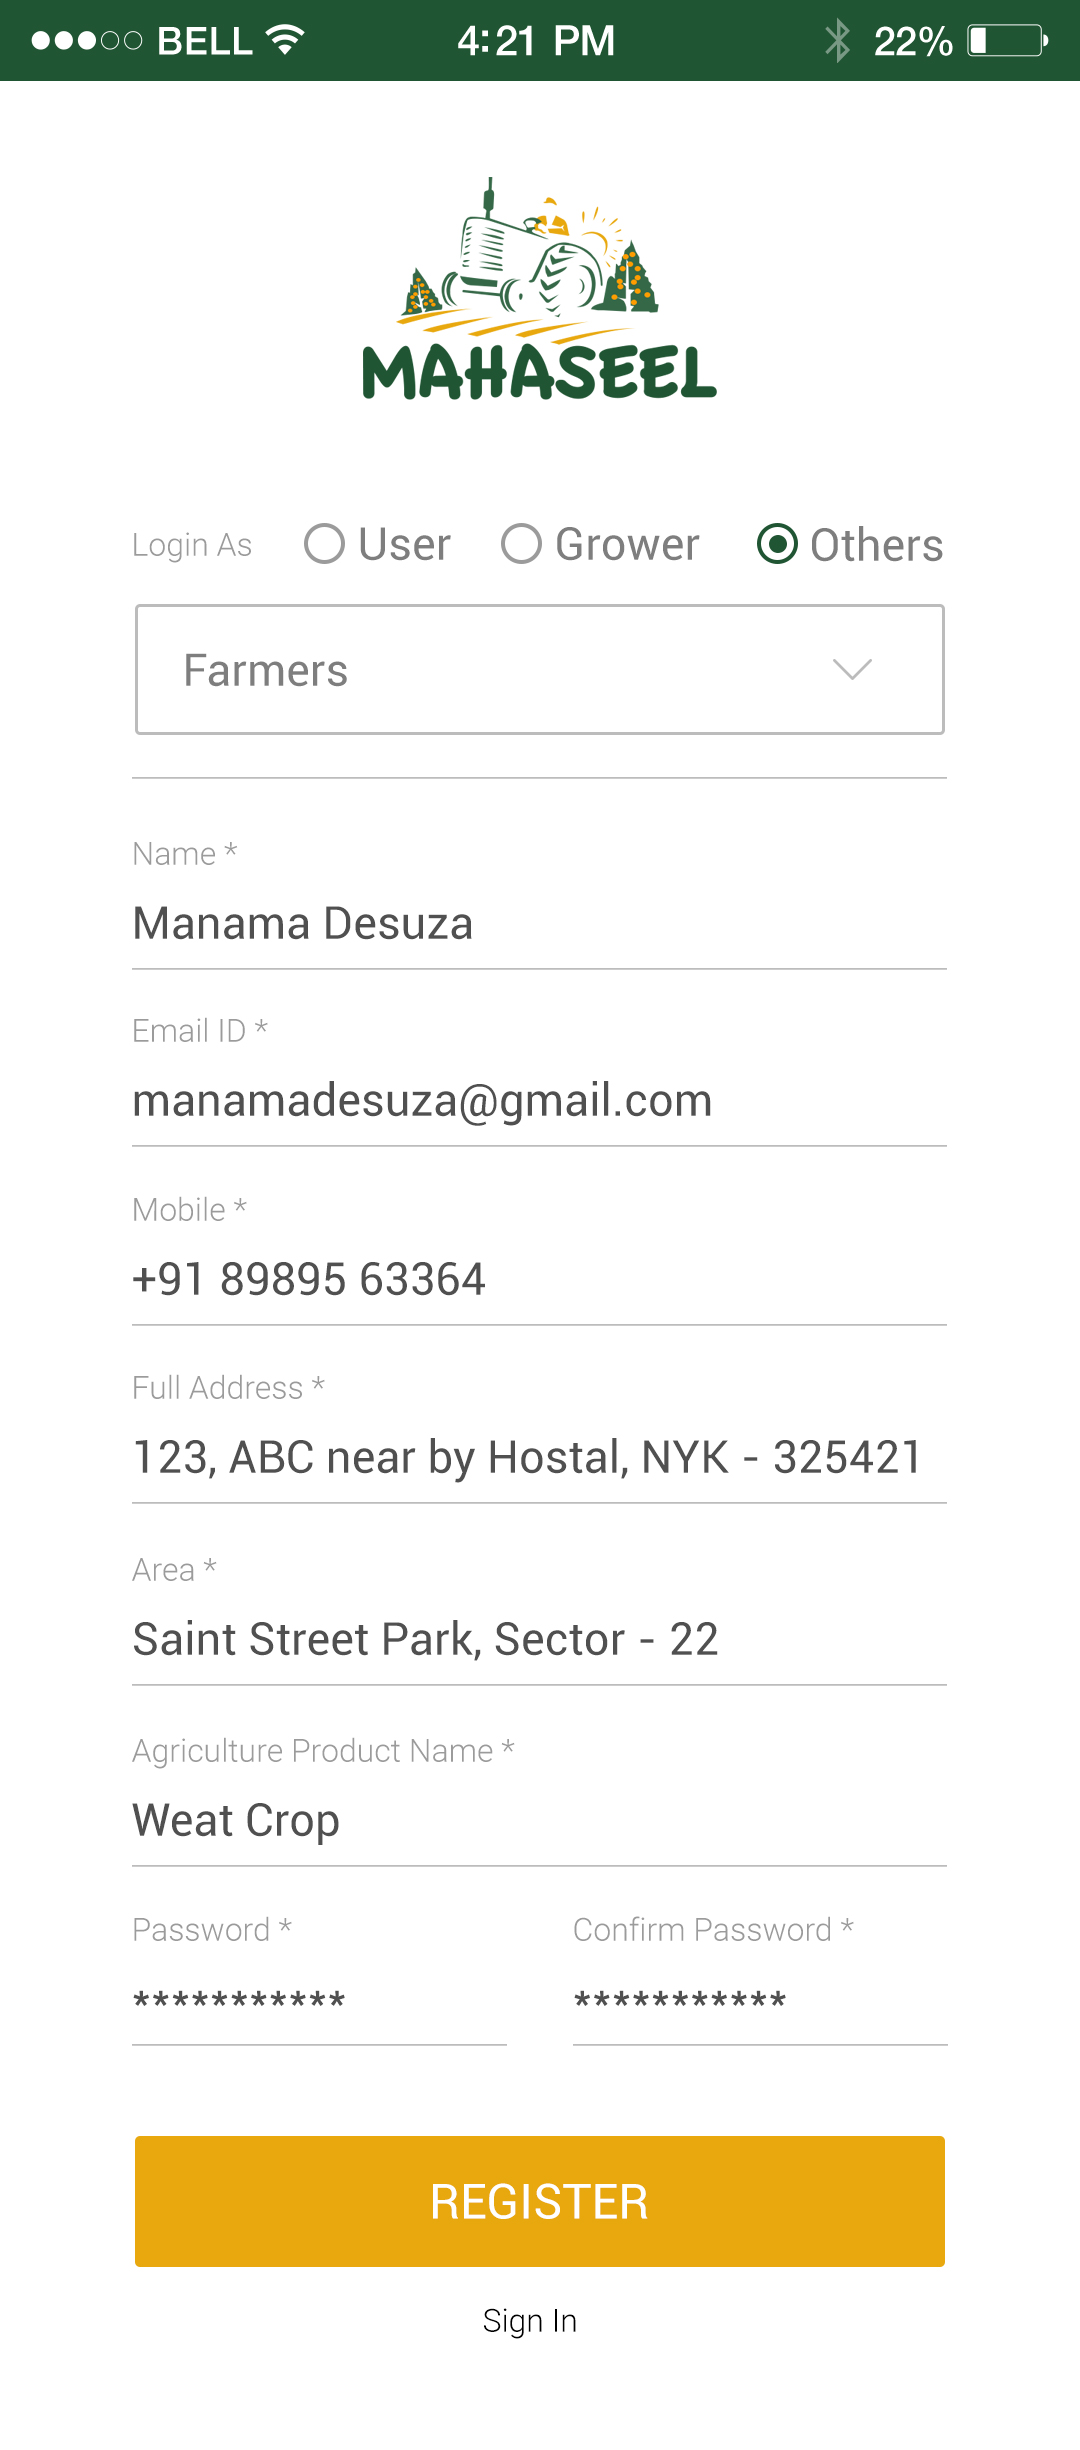 BELL 4:21 PM 22%
MAHASEEL
Login As User Grower Others
Farmers
Name *
Manama Desuza
Email ID *
manamadesuza@gmail.com
Mobile *
+91 89895 63364
Full Address *
123, ABC near by Hostal, NYK - 325421
Area *
Saint Street Park, Sector - 22
Agriculture Product Name *
Weat Crop
Password * Confirm Password *
*********** ***********
REGISTER
Sign In